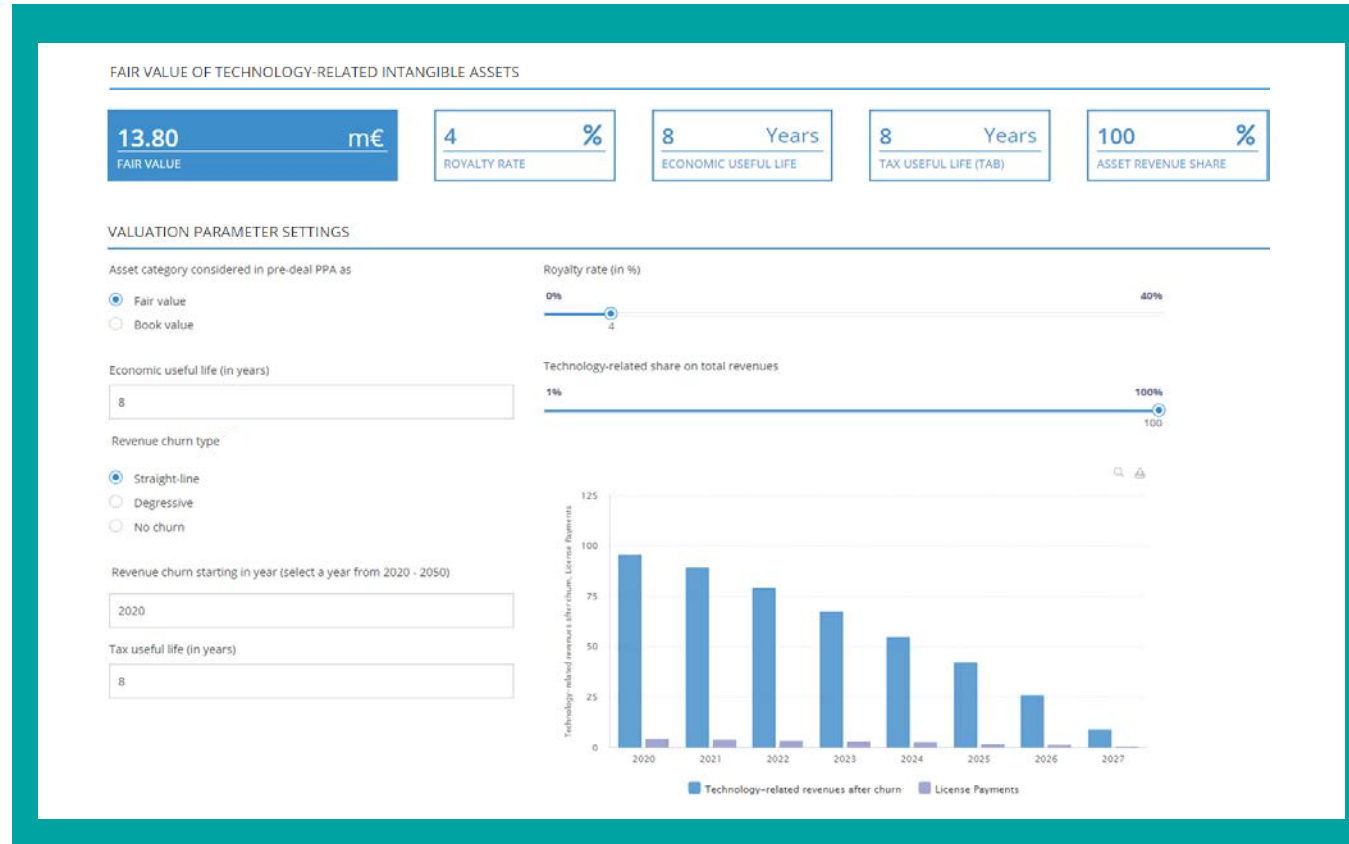 FAIR VALUE OF TECHNOLOGY-RELATED INTANGIBLE ASSETS
13.80 m€
FAIR VALUE
4 %
ROYALTY RATE
8 Years
ECONOMIC USEFUL LIFE
8 Years
TAX USEFUL LIFE (TAB)
100 %
ASSET REVENUE SHARE
VALUATION PARAMETER SETTINGS
Asset category considered in pre-deal PPA as
Fair value
Book value
Royalty rate (in %)
0% 40%
4
Economic useful life (in years)
8
Technology-related share on total revenues
1% 100%
100
Revenue churn type
Straight-line
Degressive
No churn
Revenue churn starting in year (select a year from 2020 - 2050)
2020
Tax useful life (in years)
8
Technology-related revenues after churn, License Payments
125
100
75
50
25
0
2020 2021 2022 2023 2024 2025 2026 2027
Technology-related revenues after churn License Payments